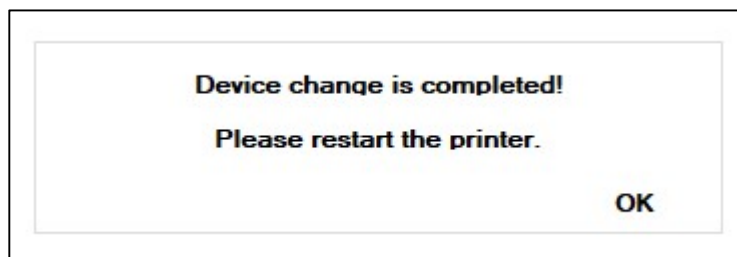 Device change is completed!
Please restart the printer.
OK